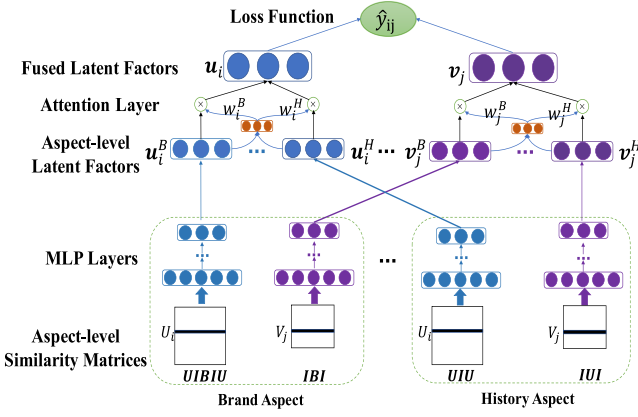 Loss Function
ŷij
Fused Latent Factors
ui
vj
Attention Layer
×
wiB
wiH
×
×
wjB
wjH
×
Aspect-level
Latent Factors
uiB
...
uiH
...
vjB
...
vjH
MLP Layers
...
...
...
...
...
Aspect-level
Similarity Matrices
Ui
Vj
Ui
Vj
UIBIU
IBI
UIU
IUI
Brand Aspect
History Aspect